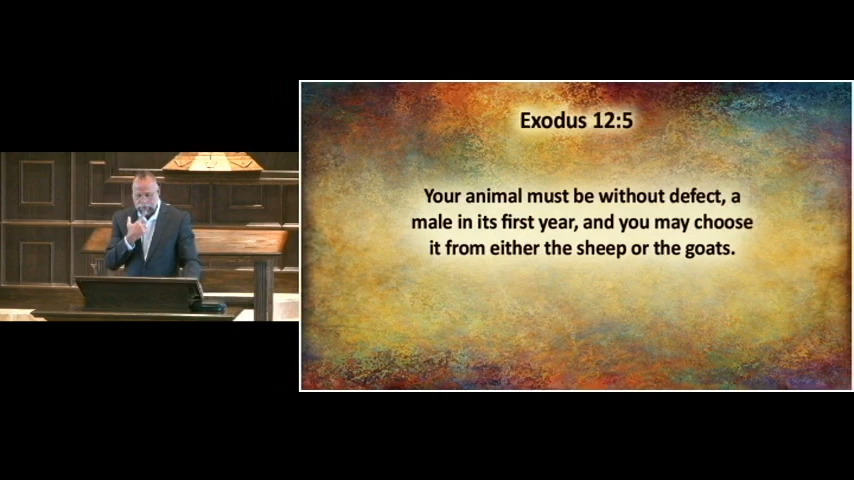 Exodus 12:5
Your animal must be without defect, a
male in its first year, and you may choose
it from either the sheep or the goats.